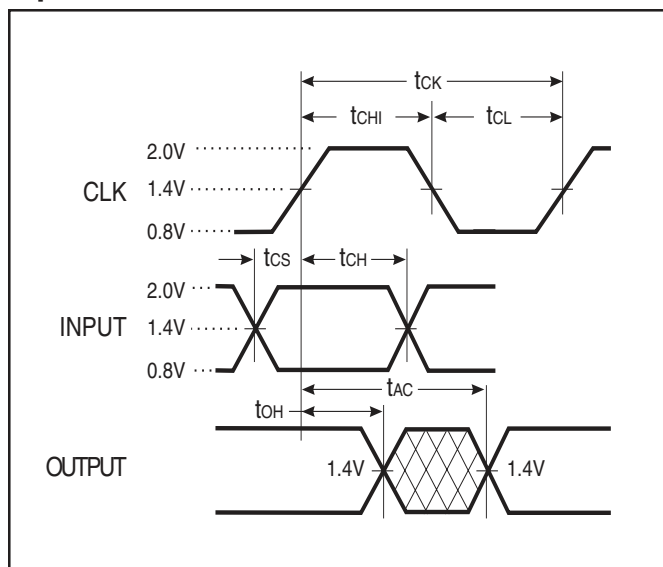 tCK
tCHI tCL
2.0V
CLK 1.4V
0.8V
tCS tCH
2.0V
INPUT 1.4V
0.8V
tAC
tOH
OUTPUT 1.4V 1.4V